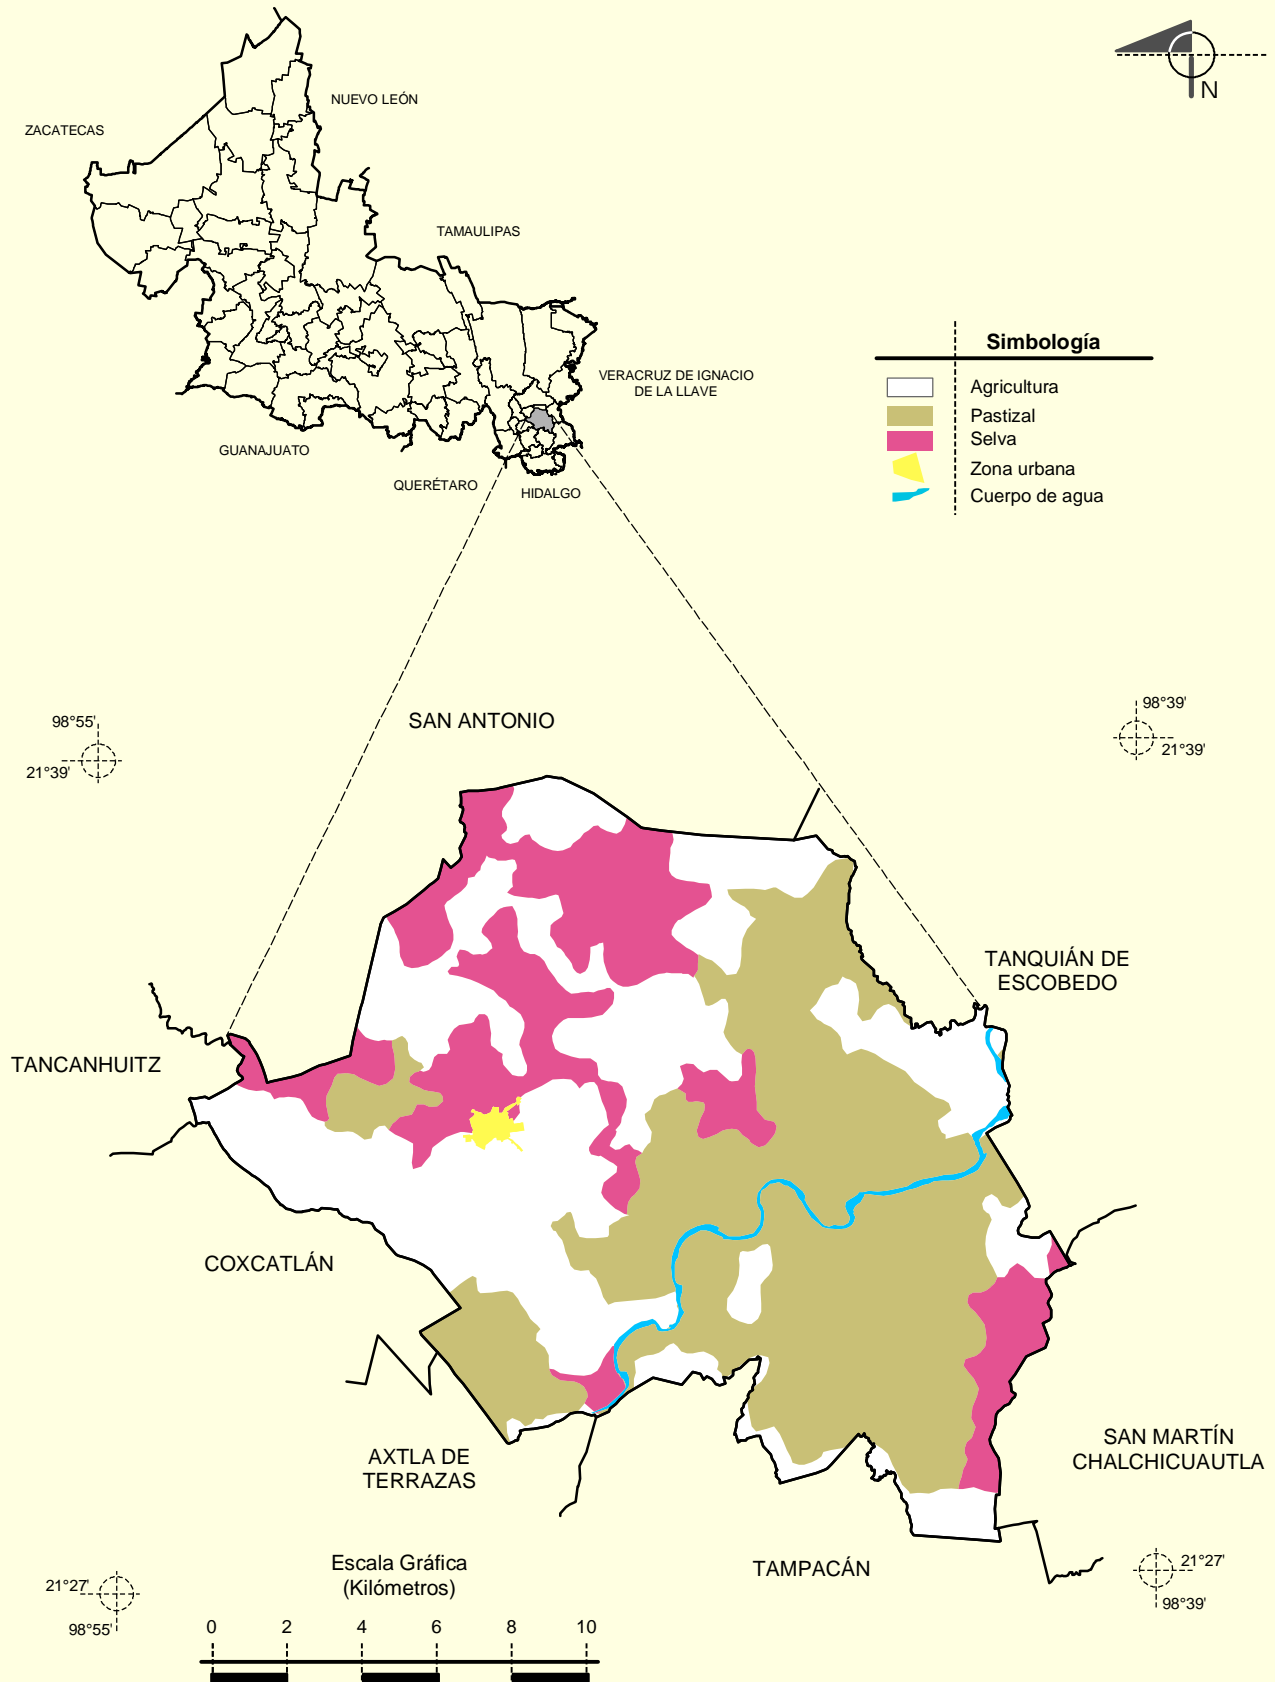 N
NUEVO LEÓN
ZACATECAS
TAMAULIPAS
VERACRUZ DE IGNACIO
DE LA LLAVE
GUANAJUATO
QUERÉTARO
HIDALGO
Simbología
Agricultura
Pastizal
Selva
Zona urbana
Cuerpo de agua
98°55'
21°39'
98°39'
21°39'
SAN ANTONIO
TANQUIÁN DE
ESCOBEDO
TANCANHUITZ
COXCATLÁN
AXTLA DE
TERRAZAS
SAN MARTÍN
CHALCHICUAUTLA
TAMPACÁN
21°27'
98°55'
21°27'
98°39'
Escala Gráfica
(Kilómetros)
0 2 4 6 8 10